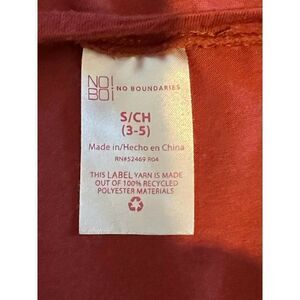 NO!
BO! NO BOUNDARIES
S/CH
(3-5)
Made in/Hecho en China
RN#52469 R04
THIS LABEL YARN IS MADE
OUT OF 100% RECYCLED
POLYESTER MATERIALS